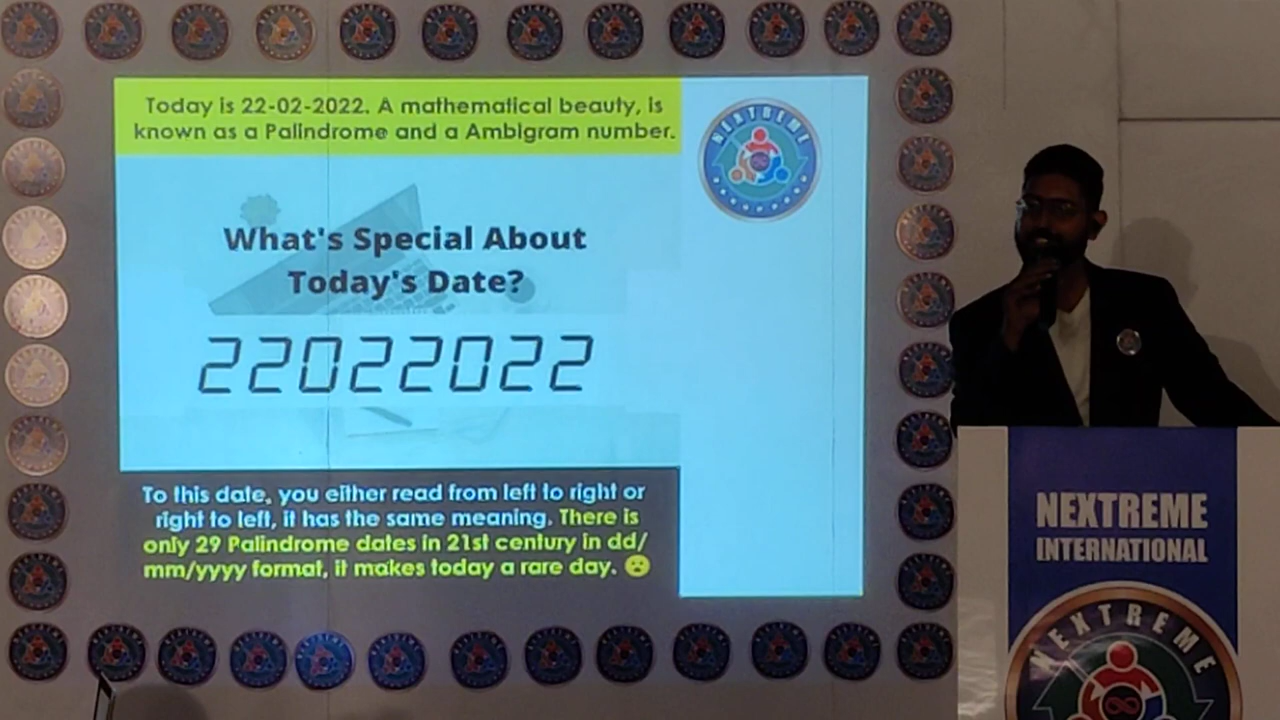 Today is 22-02-2022. A mathematical beauty, is
known as a Palindrome and a Ambigram number.
NEXTREME
What's Special About
Today's Date?
22022022
To this date, you either read from left to right or
right to left, it has the same meaning. There is
only 29 Palindrome dates in 21st century in dd/
mm/yyyy format, it makes today a rare day. 😮
NEXTREME
INTERNATIONAL
NEXTREME